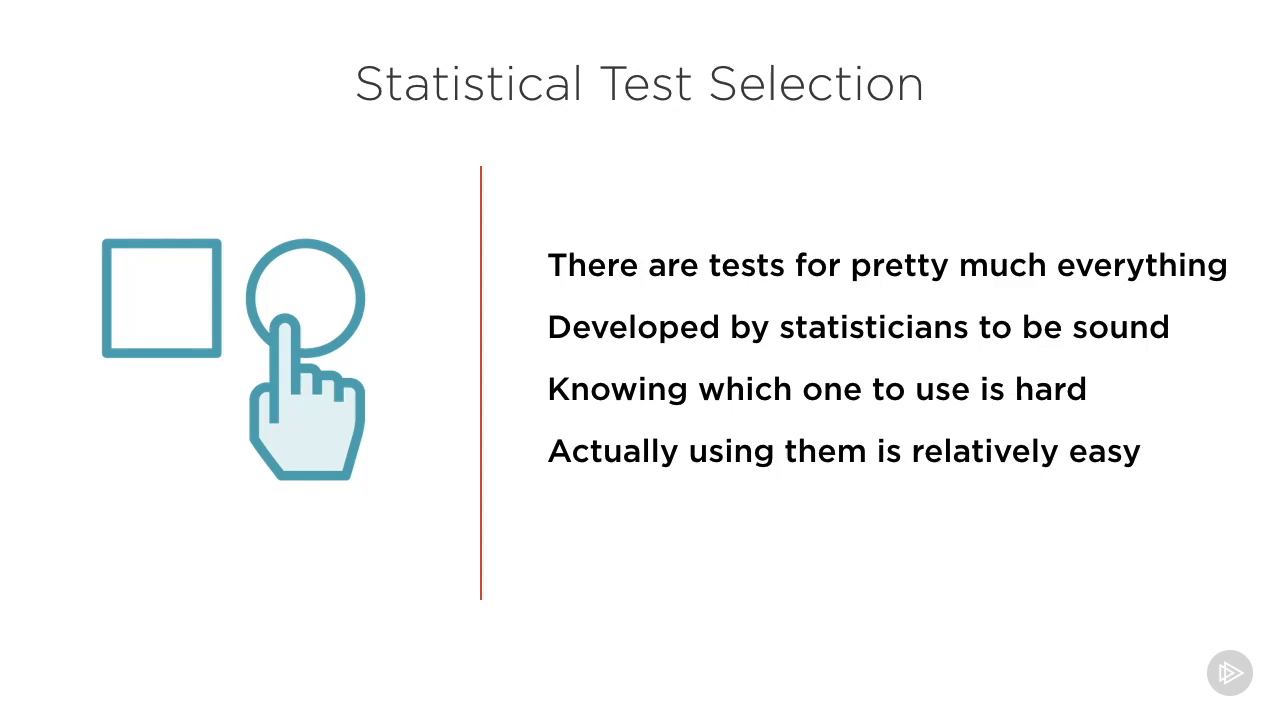 Statistical Test Selection
There are tests for pretty much everything
Developed by statisticians to be sound
Knowing which one to use is hard
Actually using them is relatively easy